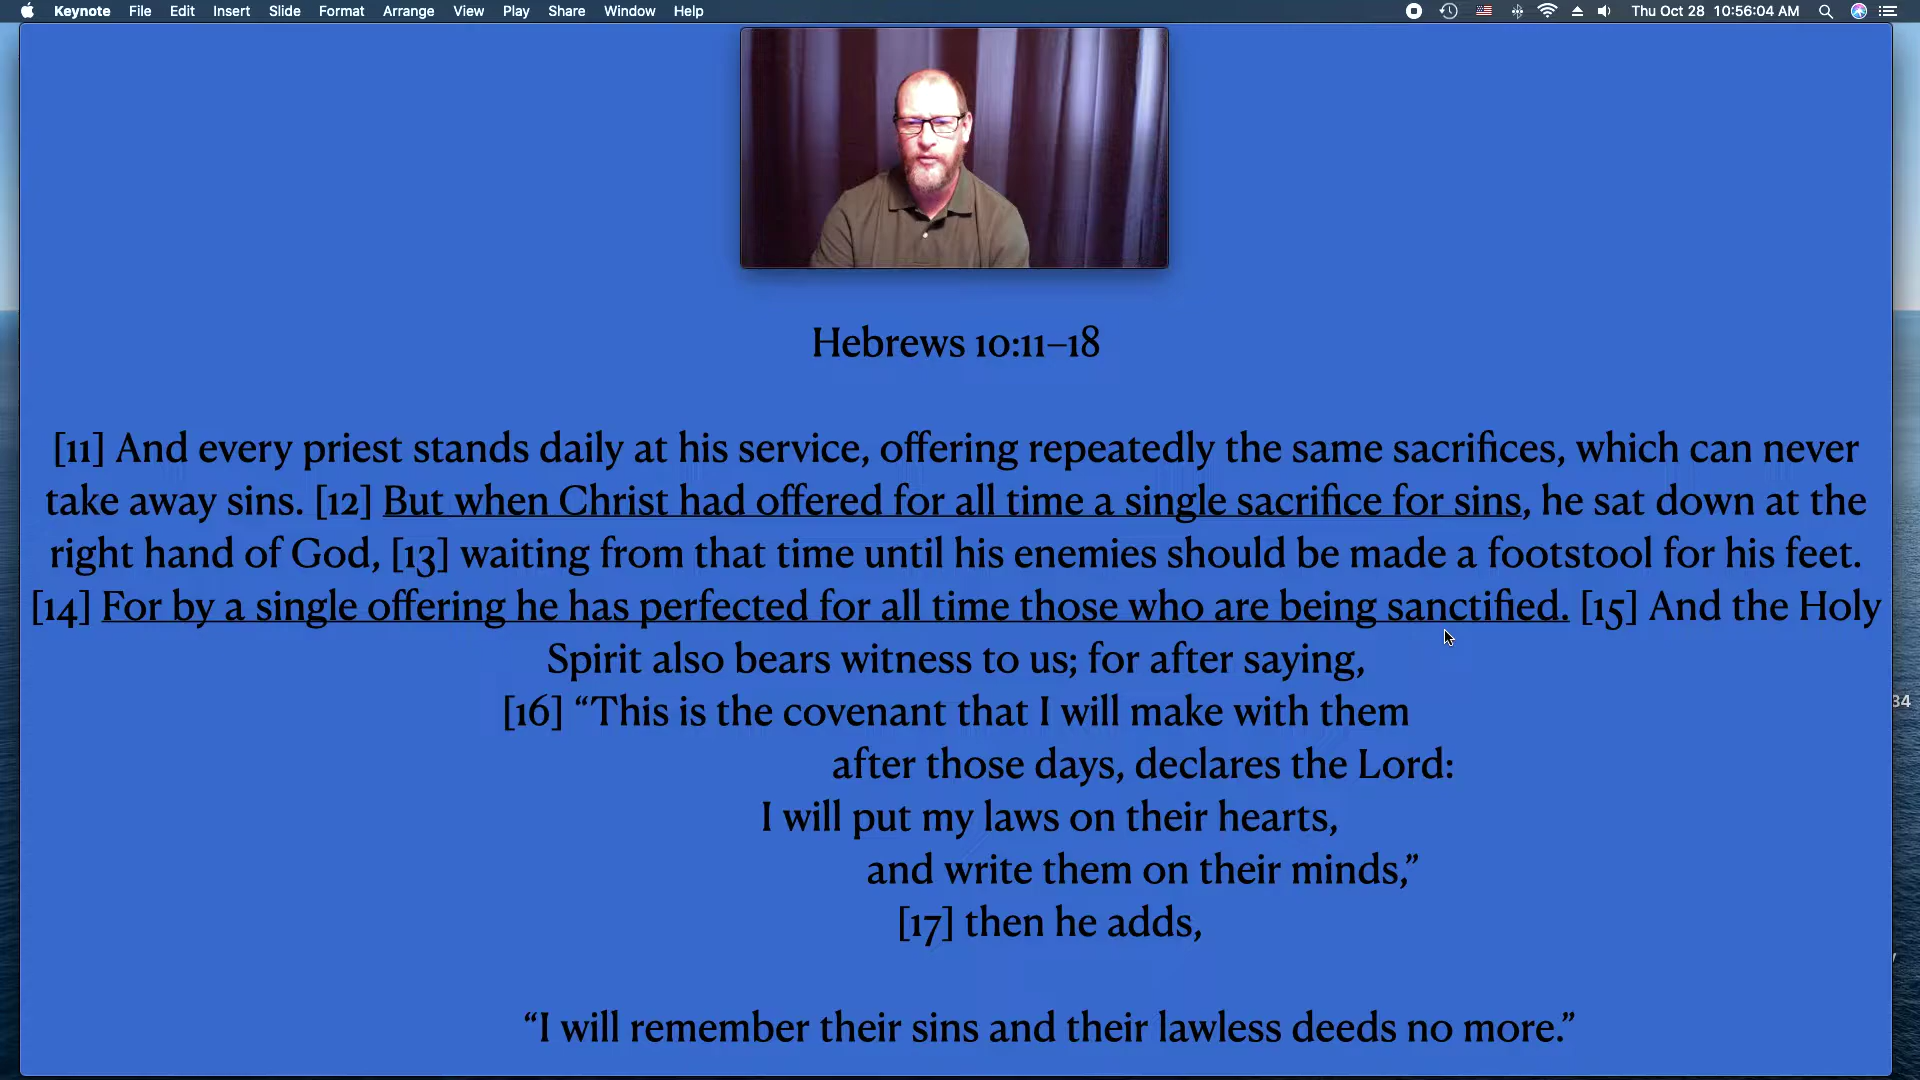 Keynote File Edit Insert Slide Format Arrange View Play Share Window Help Thu Oct 28 10:56:04 AM
Hebrews 10:11–18
[11] And every priest stands daily at his service, offering repeatedly the same sacrifices, which can never
take away sins. [12] But when Christ had offered for all time a single sacrifice for sins, he sat down at the
right hand of God, [13] waiting from that time until his enemies should be made a footstool for his feet.
[14] For by a single offering he has perfected for all time those who are being sanctified. [15] And the Holy
Spirit also bears witness to us; for after saying,
[16] “This is the covenant that I will make with them
34
after those days, declares the Lord:
I will put my laws on their hearts,
and write them on their minds,”
[17] then he adds,
“I will remember their sins and their lawless deeds no more.”